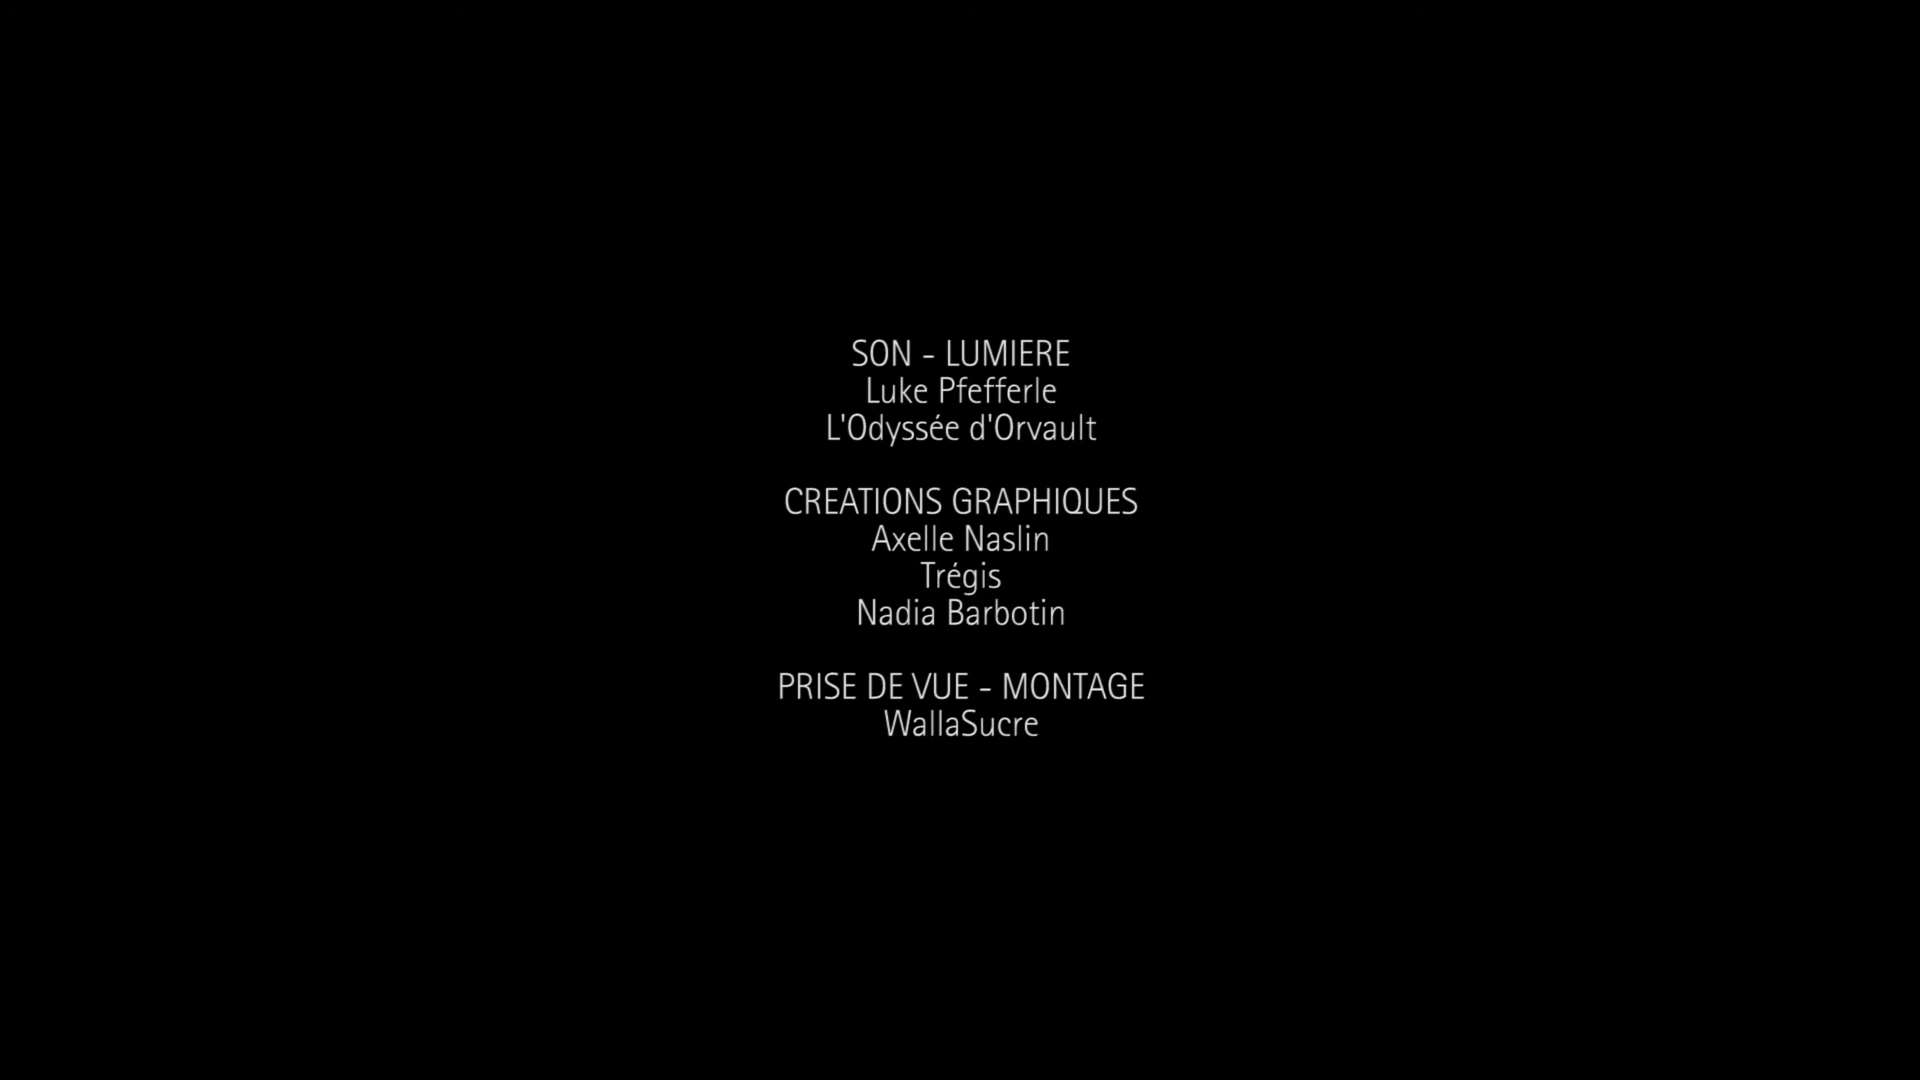 SON - LUMIERE
Luke Pfefferle
L'Odyssée d'Orvault
CREATIONS GRAPHIQUES
Axelle Naslin
Trégis
Nadia Barbotin
PRISE DE VUE - MONTAGE
WallaSucre